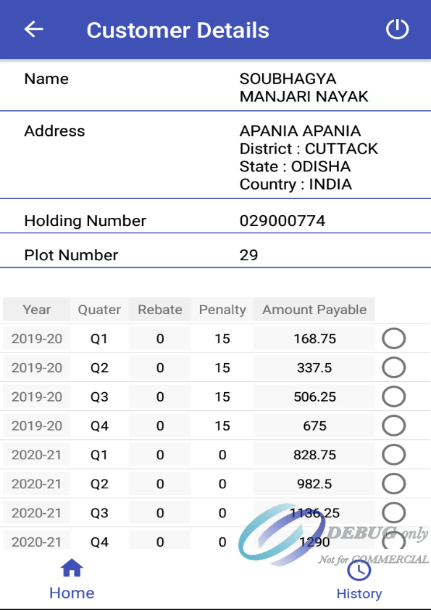 Customer Details
Name SOUBHAGYA
MANJARI NAYAK
Address APANIA APANIA
District : CUTTACK
State : ODISHA
Country : INDIA
Holding Number 029000774
Plot Number 29
Year Quater Rebate Penalty Amount Payable
2019-20 Q1 0 15 168.75
2019-20 Q2 0 15 337.5
2019-20 Q3 0 15 506.25
2019-20 Q4 0 15 675
2020-21 Q1 0 0 828.75
2020-21 Q2 0 0 982.5
2020-21 Q3 0 0 1136.25
2020-21 Q4 0 0 1290
DEBUG only
Not for COMMERCIAL
Home History